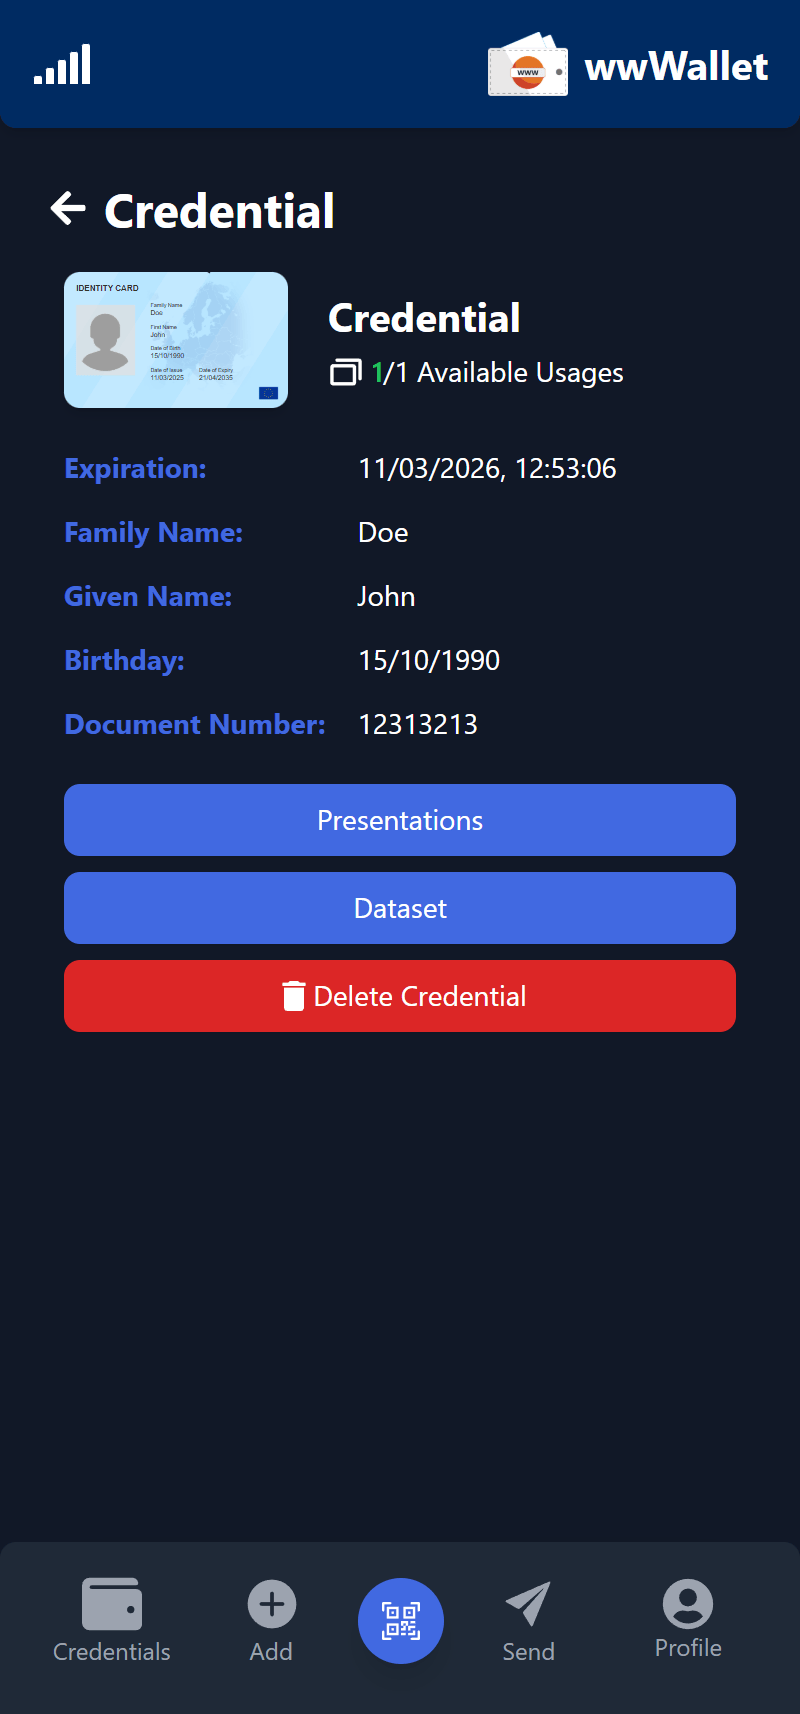 www
wwWallet
Credential
IDENTITY CARD
Family Name
Doe
First Name
John
Date of Birth
15/10/1990
Date of Issue Date of Expiry
11/03/2025 21/04/2035
Credential
1/1 Available Usages
Expiration: 11/03/2026, 12:53:06
Family Name: Doe
Given Name: John
Birthday: 15/10/1990
Document Number: 12313213
Presentations
Dataset
Delete Credential
Credentials
Add
Send
Profile